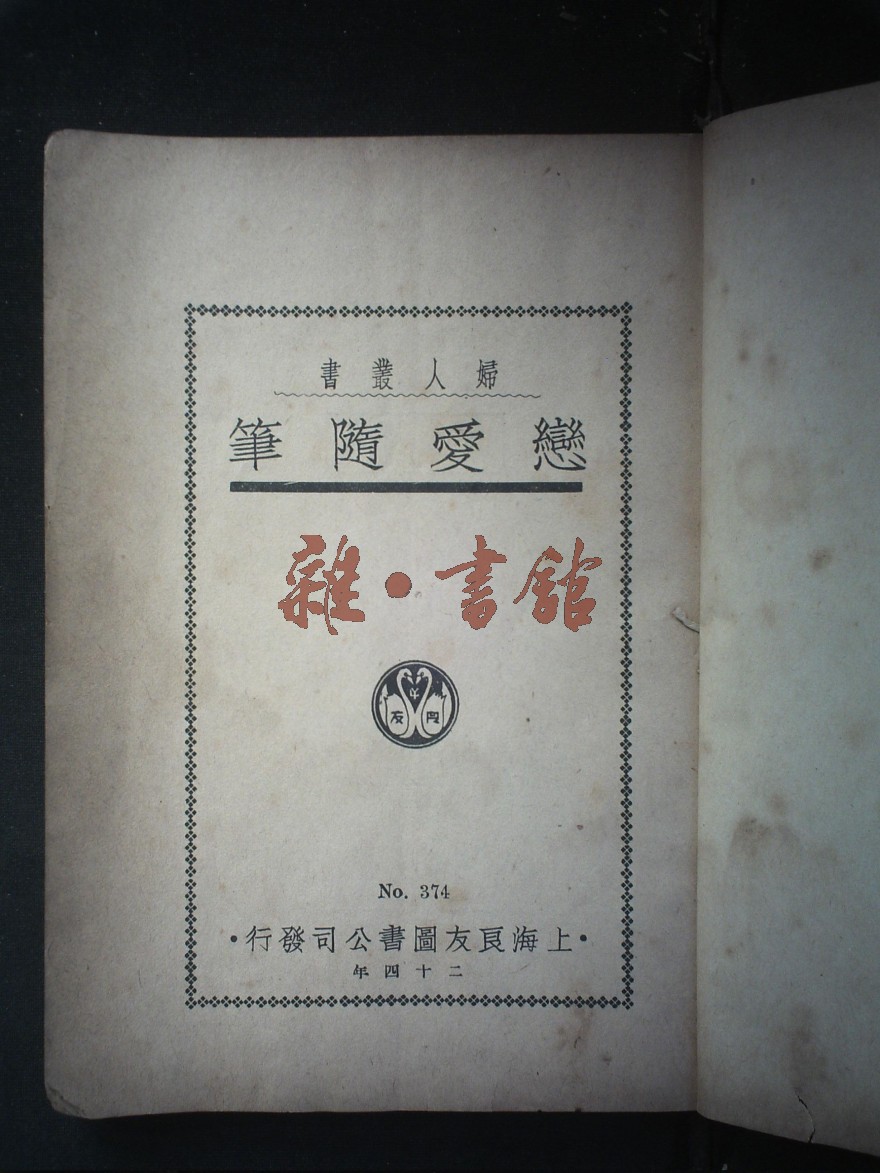 婦人叢書
戀愛隨筆
雜·書館
友良
No. 374
·上海良友圖書公司發行·
二十四年